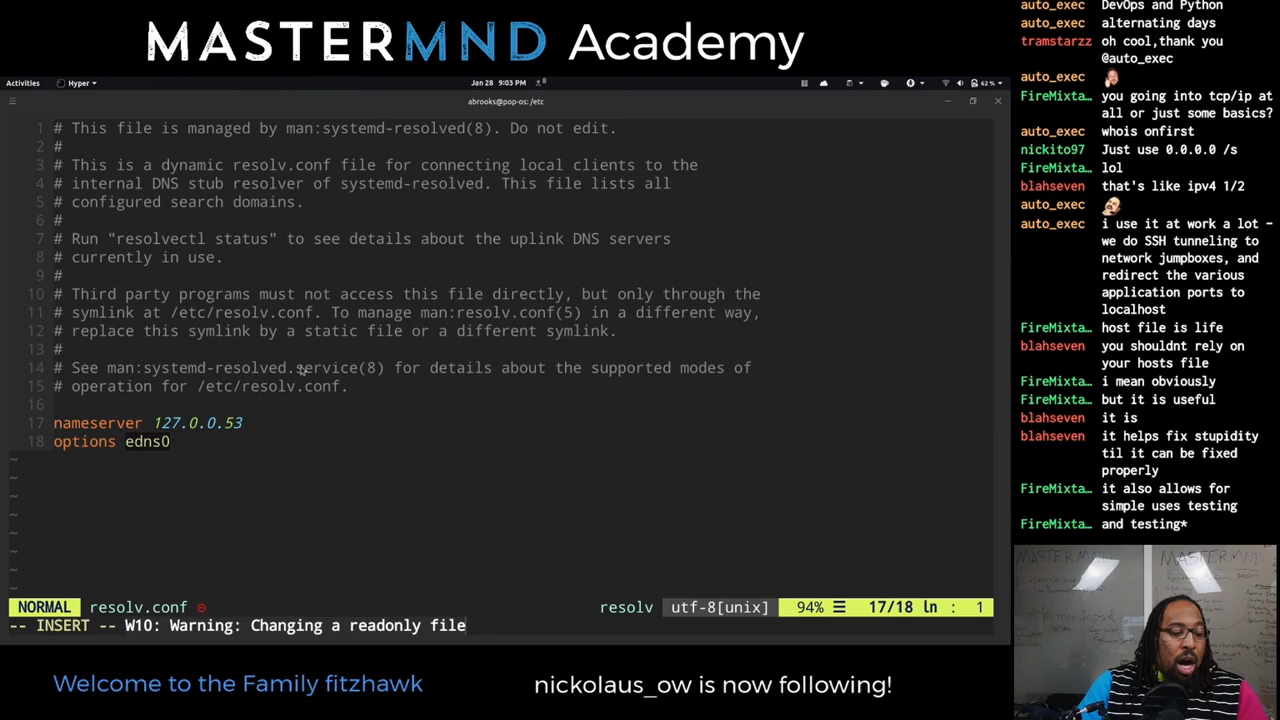 MASTERMND Academy
Activities
Hyper
Jan 28 9:03 PM
62 %
abrooks@pop-os: /etc
1 # This file is managed by man:systemd-resolved(8). Do not edit.
2 #
3 # This is a dynamic resolv.conf file for connecting local clients to the
4 # internal DNS stub resolver of systemd-resolved. This file lists all
5 # configured search domains.
6 #
7 # Run "resolvectl status" to see details about the uplink DNS servers
8 # currently in use.
9 #
10 # Third party programs must not access this file directly, but only through the
11 # symlink at /etc/resolv.conf. To manage man:resolv.conf(5) in a different way,
12 # replace this symlink by a static file or a different symlink.
13 #
14 # See man:systemd-resolved.service(8) for details about the supported modes of
15 # operation for /etc/resolv.conf.
16
17 nameserver 127.0.0.53
18 options edns0
~
~
~
~
~
~
~
~
NORMAL resolv.conf
resolv utf-8[unix] 94% ☰ 17/18 ln : 1
-- INSERT -- W10: Warning: Changing a readonly file
Welcome to the Family fitzhawk
nickolaus_ow is now following!
auto_exec DevOps and Python
auto_exec alternating days
tramstarzz oh cool,thank you
@auto_exec
auto_exec
FireMixta… you going into tcp/ip at
all or just some basics?
auto_exec whois onfirst
nickito97 Just use 0.0.0.0 /s
FireMixta… lol
blahseven that's like ipv4 1/2
auto_exec
auto_exec i use it at work a lot -
we do SSH tunneling to
network jumpboxes, and
redirect the various
application ports to
localhost
FireMixta… host file is life
blahseven you shouldnt rely on
your hosts file
FireMixta… i mean obviously
FireMixta… but it is useful
blahseven it is
blahseven it helps fix stupidity
til it can be fixed
properly
FireMixta… it also allows for
simple uses testing
FireMixta… and testing*
MASTERMND
MASTERMND